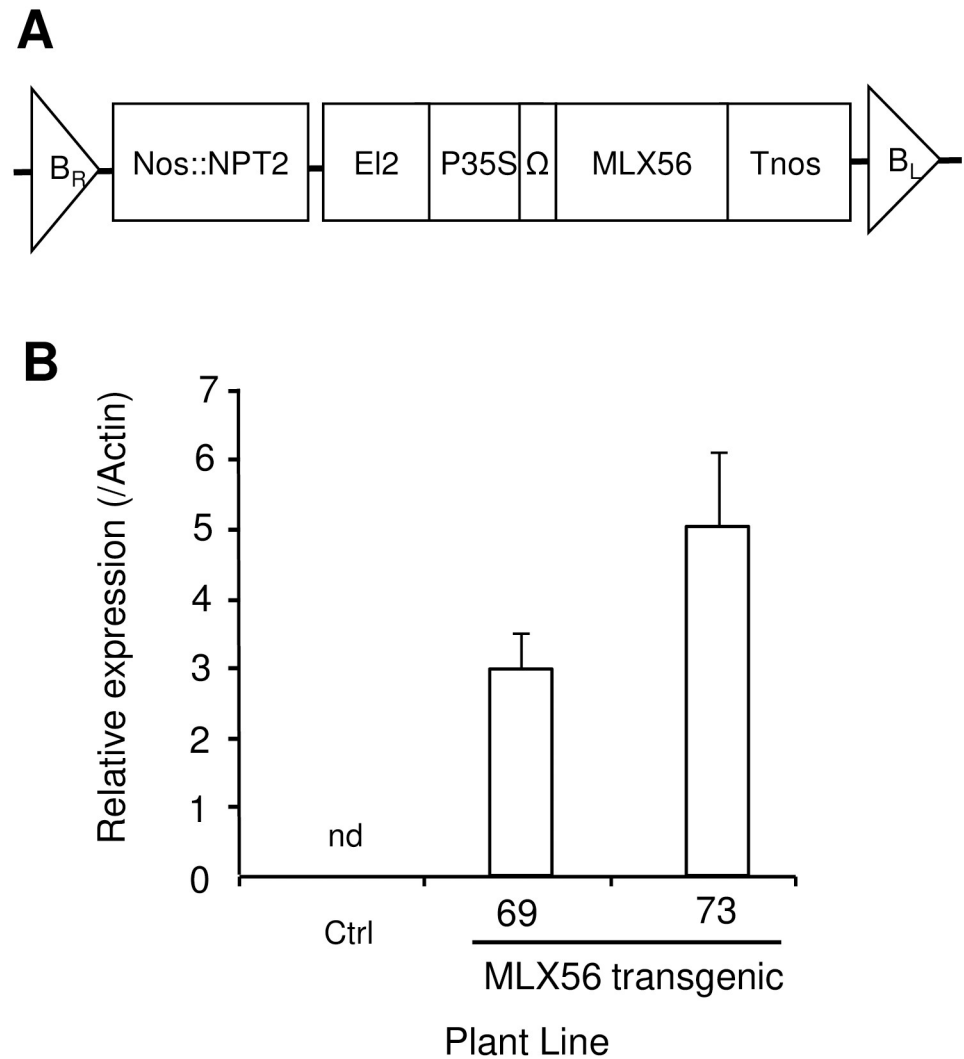 A
BR Nos::NPT2 El2 P35S Ω MLX56 Tnos BL
B
Relative expression (/Actin)
7
6
5
4
3
2
1
0
nd
Ctrl 69 73
MLX56 transgenic
Plant Line